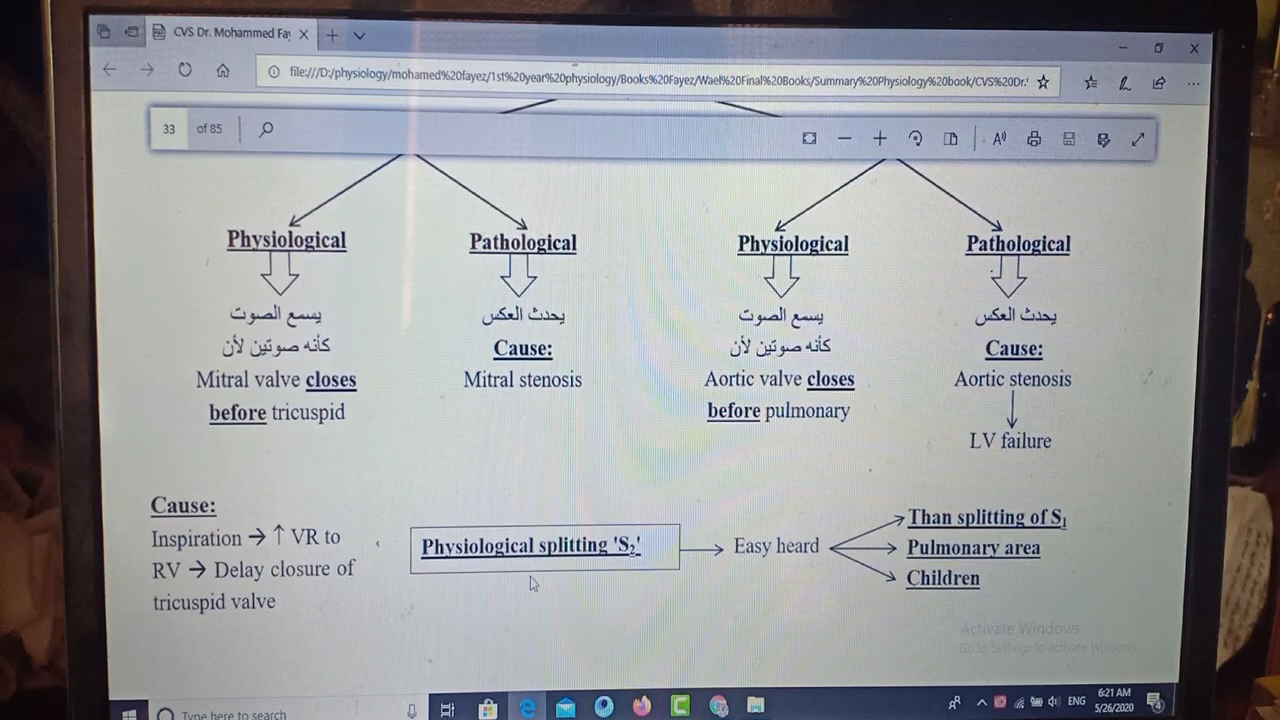 CVS Dr. Mohammed Fay
file:///D:/physiology/mohamed%20fayez/1st%20year%20physiology/Books%20Fayez/Wael%20Final%20Books/Summary%20Physiology%20book/CVS%20Dr.
33 of 85
Physiological
يسمع الصوت
كأنه صوتين لأن
Mitral valve closes
before tricuspid
Pathological
يحدث العكس
Cause:
Mitral stenosis
Physiological
يسمع الصوت
كأنه صوتين لأن
Aortic valve closes
before pulmonary
Pathological
يحدث العكس
Cause:
Aortic stenosis
LV failure
Cause:
Inspiration → ↑ VR to
RV → Delay closure of
tricuspid valve
Physiological splitting 'S₂'
Easy heard
Than splitting of S₁
Pulmonary area
Children
Activate Windows
Go to Settings to activate Windows.
Type here to search
ENG
6:21 AM
5/26/2020
4